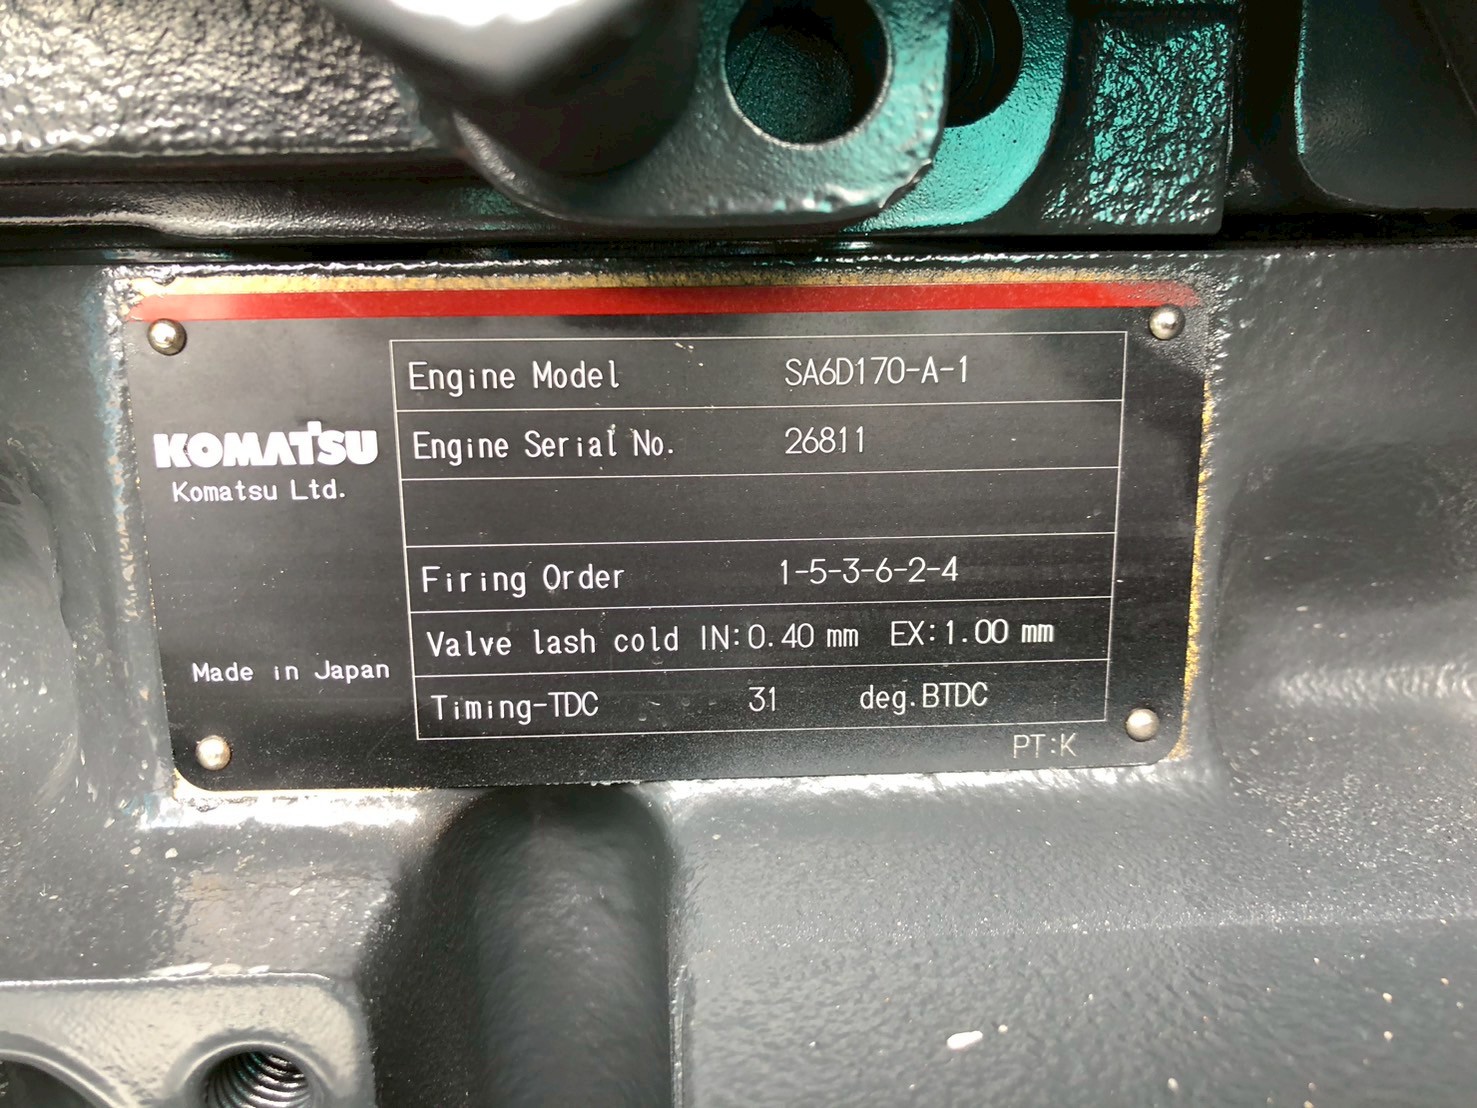 KOMATSU
Komatsu Ltd.
Made in Japan
Engine Model SA6D170-A-1
Engine Serial No. 26811
Firing Order 1-5-3-6-2-4
Valve lash cold IN:0.40 mm EX:1.00 mm
Timing-TDC 31 deg.BTDC
PT:K